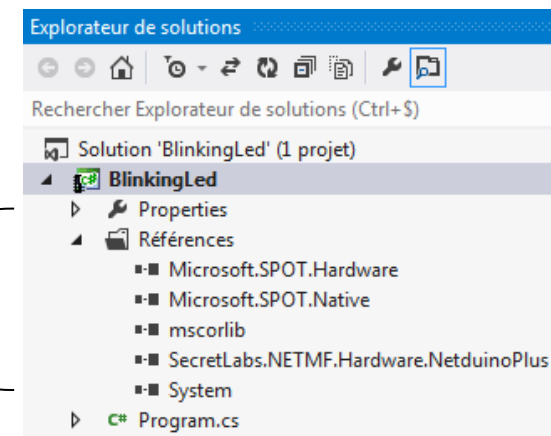 Explorateur de solutions
Rechercher Explorateur de solutions (Ctrl+$)
Solution 'BlinkingLed' (1 projet)
C# BlinkingLed
Properties
Références
Microsoft.SPOT.Hardware
Microsoft.SPOT.Native
mscorlib
SecretLabs.NETMF.Hardware.NetduinoPlus
System
C# Program.cs